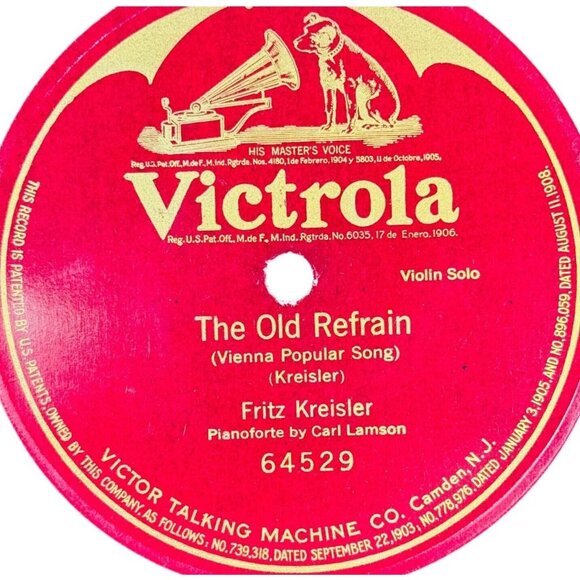 HIS MASTER'S VOICE
Reg. U.S. Pat. Off., M. de F., M. Ind. Rgtrda. Nos. 4180, 1 de Febrero, 1904 y 5803, 11 de Octobre, 1905,
Victrola
Reg. U.S. Pat. Off., M. de F., M. Ind. Rgtrda. No. 6035, 17 de Enero. 1906.
Violin Solo
The Old Refrain
(Vienna Popular Song)
(Kreisler)
Fritz Kreisler
Pianoforte by Carl Lamson
64529
VICTOR TALKING MACHINE CO. Camden, N.J.
THIS RECORD IS PATENTED BY U.S. PATENTS OWNED BY THIS COMPANY, AS FOLLOWS: NO. 739,318, DATED SEPTEMBER 22, 1903; NO. 778,976, DATED JANUARY 3, 1905. AND NO. 896,059, DATED AUGUST 11, 1908.